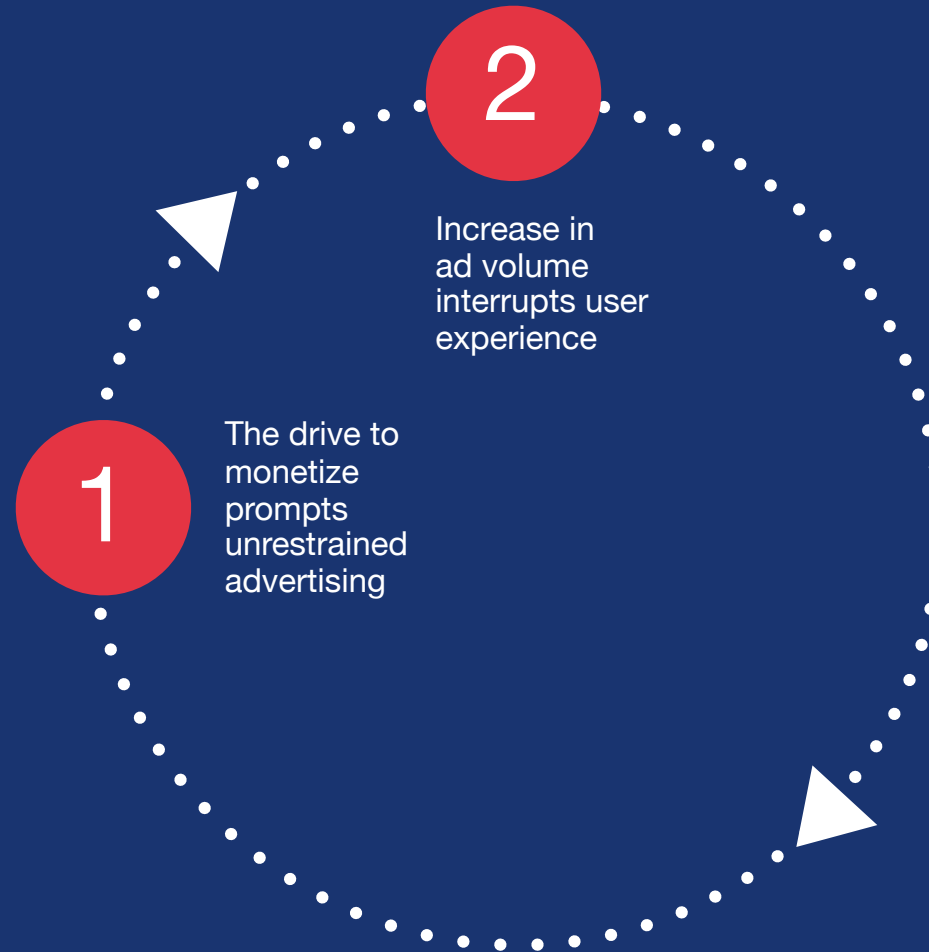 2
Increase in
ad volume
interrupts user
experience
1
The drive to
monetize
prompts
unrestrained
advertising